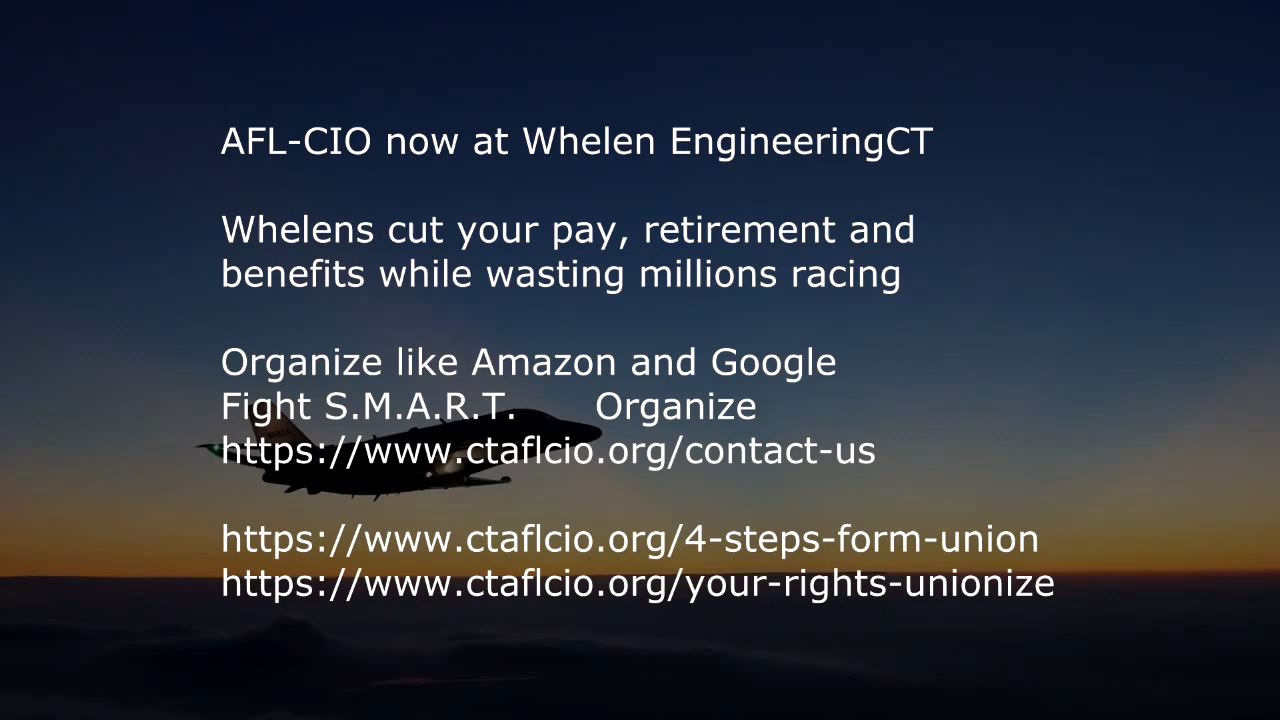 AFL-CIO now at Whelen EngineeringCT
Whelens cut your pay, retirement and
benefits while wasting millions racing
Organize like Amazon and Google
Fight S.M.A.R.T. Organize
https://www.ctaflcio.org/contact-us
https://www.ctaflcio.org/4-steps-form-union
https://www.ctaflcio.org/your-rights-unionize